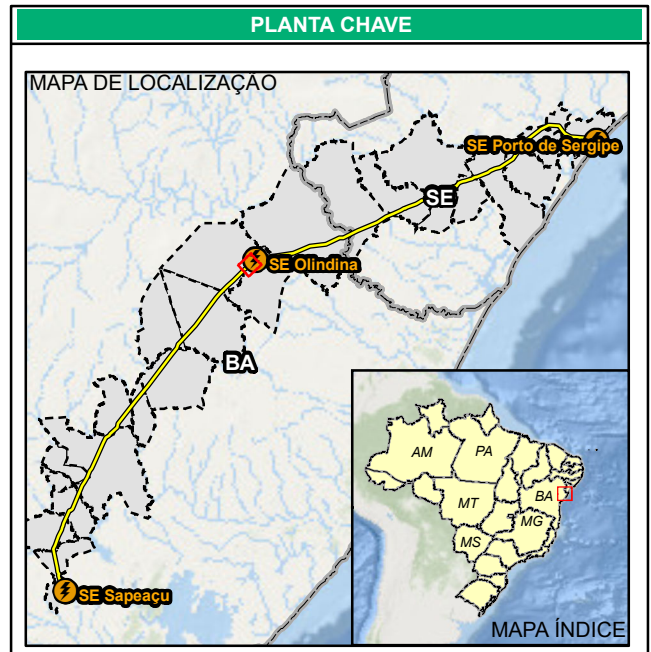 PLANTA CHAVE
MAPA DE LOCALIZAÇÃO
SE Porto de Sergipe
SE
SE Olindina
BA
SE Sapeaçu
AM
PA
MT
BA
MG
MS
MAPA ÍNDICE